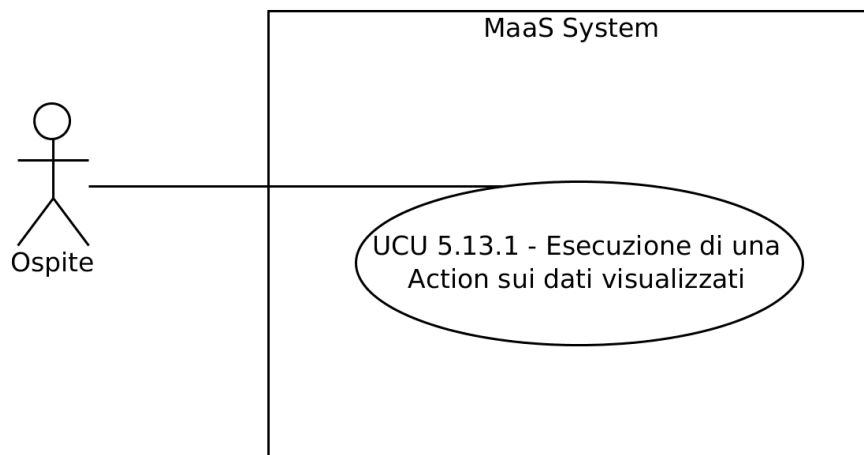 MaaS System
Ospite
UCU 5.13.1 - Esecuzione di una
Action sui dati visualizzati